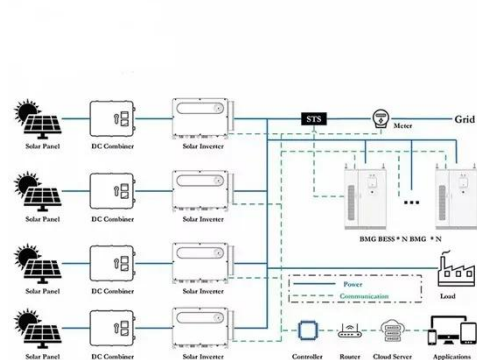 STS
Meter
Grid
Solar Panel
DC Combiner
Solar Inverter
Solar Panel
DC Combiner
Solar Inverter
BMG BESS * N BMG * N
Solar Panel
DC Combiner
Solar Inverter
Power
Communication
Load
Solar Panel
DC Combiner
Solar Inverter
Controller
Router
Cloud Server
Applications